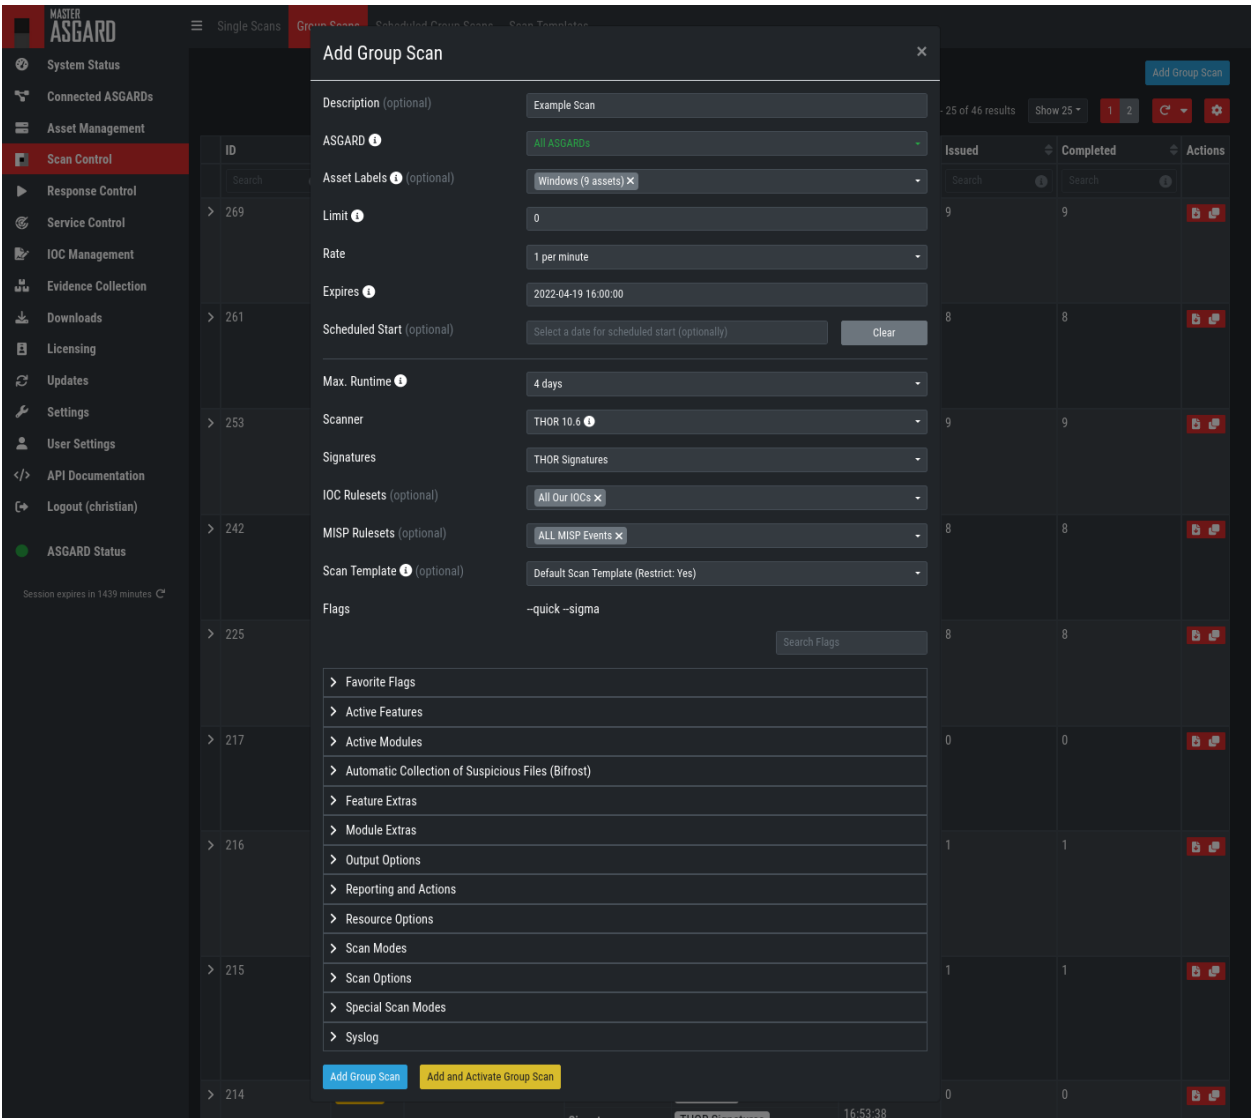 MASTER
ASGARD
Single Scans Group Scans Scheduled Group Scans Scan Templates
System Status
Connected ASGARDs
Asset Management
Scan Control
Response Control
Service Control
IOC Management
Evidence Collection
Downloads
Licensing
Updates
Settings
User Settings
API Documentation
Logout (christian)
ASGARD Status
Session expires in 1439 minutes
Add Group Scan
- 25 of 46 results Show 25 1 2
ID Issued Completed Actions
Search Search Search
269 9 9
261 8 8
253 9 9
242 8 8
225 8 8
217 0 0
216 1 1
215 1 1
214 0 0
THOR Signatures 16:53:38
Add Group Scan ×
Description (optional) Example Scan
ASGARD All ASGARDs
Asset Labels (optional) Windows (9 assets) ×
Limit 0
Rate 1 per minute
Expires 2022-04-19 16:00:00
Scheduled Start (optional) Select a date for scheduled start (optionally) Clear
Max. Runtime 4 days
Scanner THOR 10.6
Signatures THOR Signatures
IOC Rulesets (optional) All Our IOCs ×
MISP Rulesets (optional) ALL MISP Events ×
Scan Template (optional) Default Scan Template (Restrict: Yes)
Flags --quick --sigma
Search Flags
Favorite Flags
Active Features
Active Modules
Automatic Collection of Suspicious Files (Bifrost)
Feature Extras
Module Extras
Output Options
Reporting and Actions
Resource Options
Scan Modes
Scan Options
Special Scan Modes
Syslog
Add Group Scan Add and Activate Group Scan